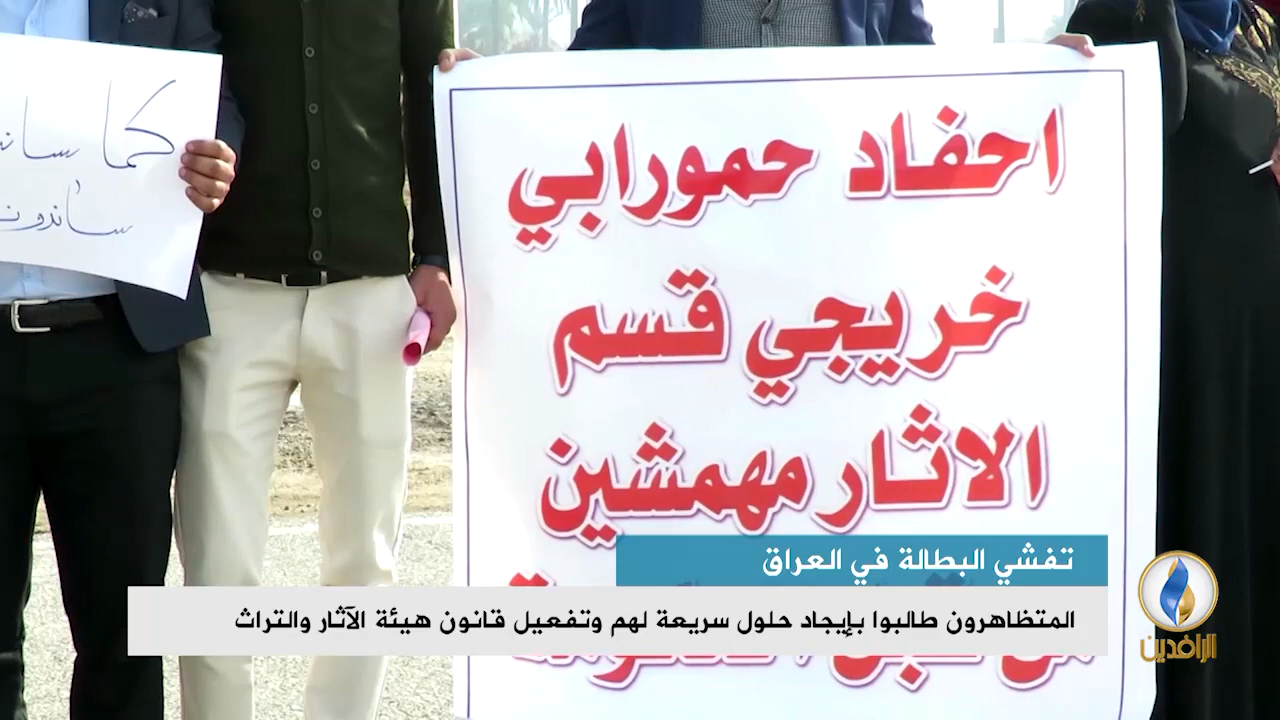 احفاد حمورابي
خريجي قسم
الاثار مهمشين
كما
تفشي البطالة في العراق
المتظاهرون طالبوا بإيجاد حلول سريعة لهم وتفعيل قانون هيئة الآثار والتراث
الرافدين